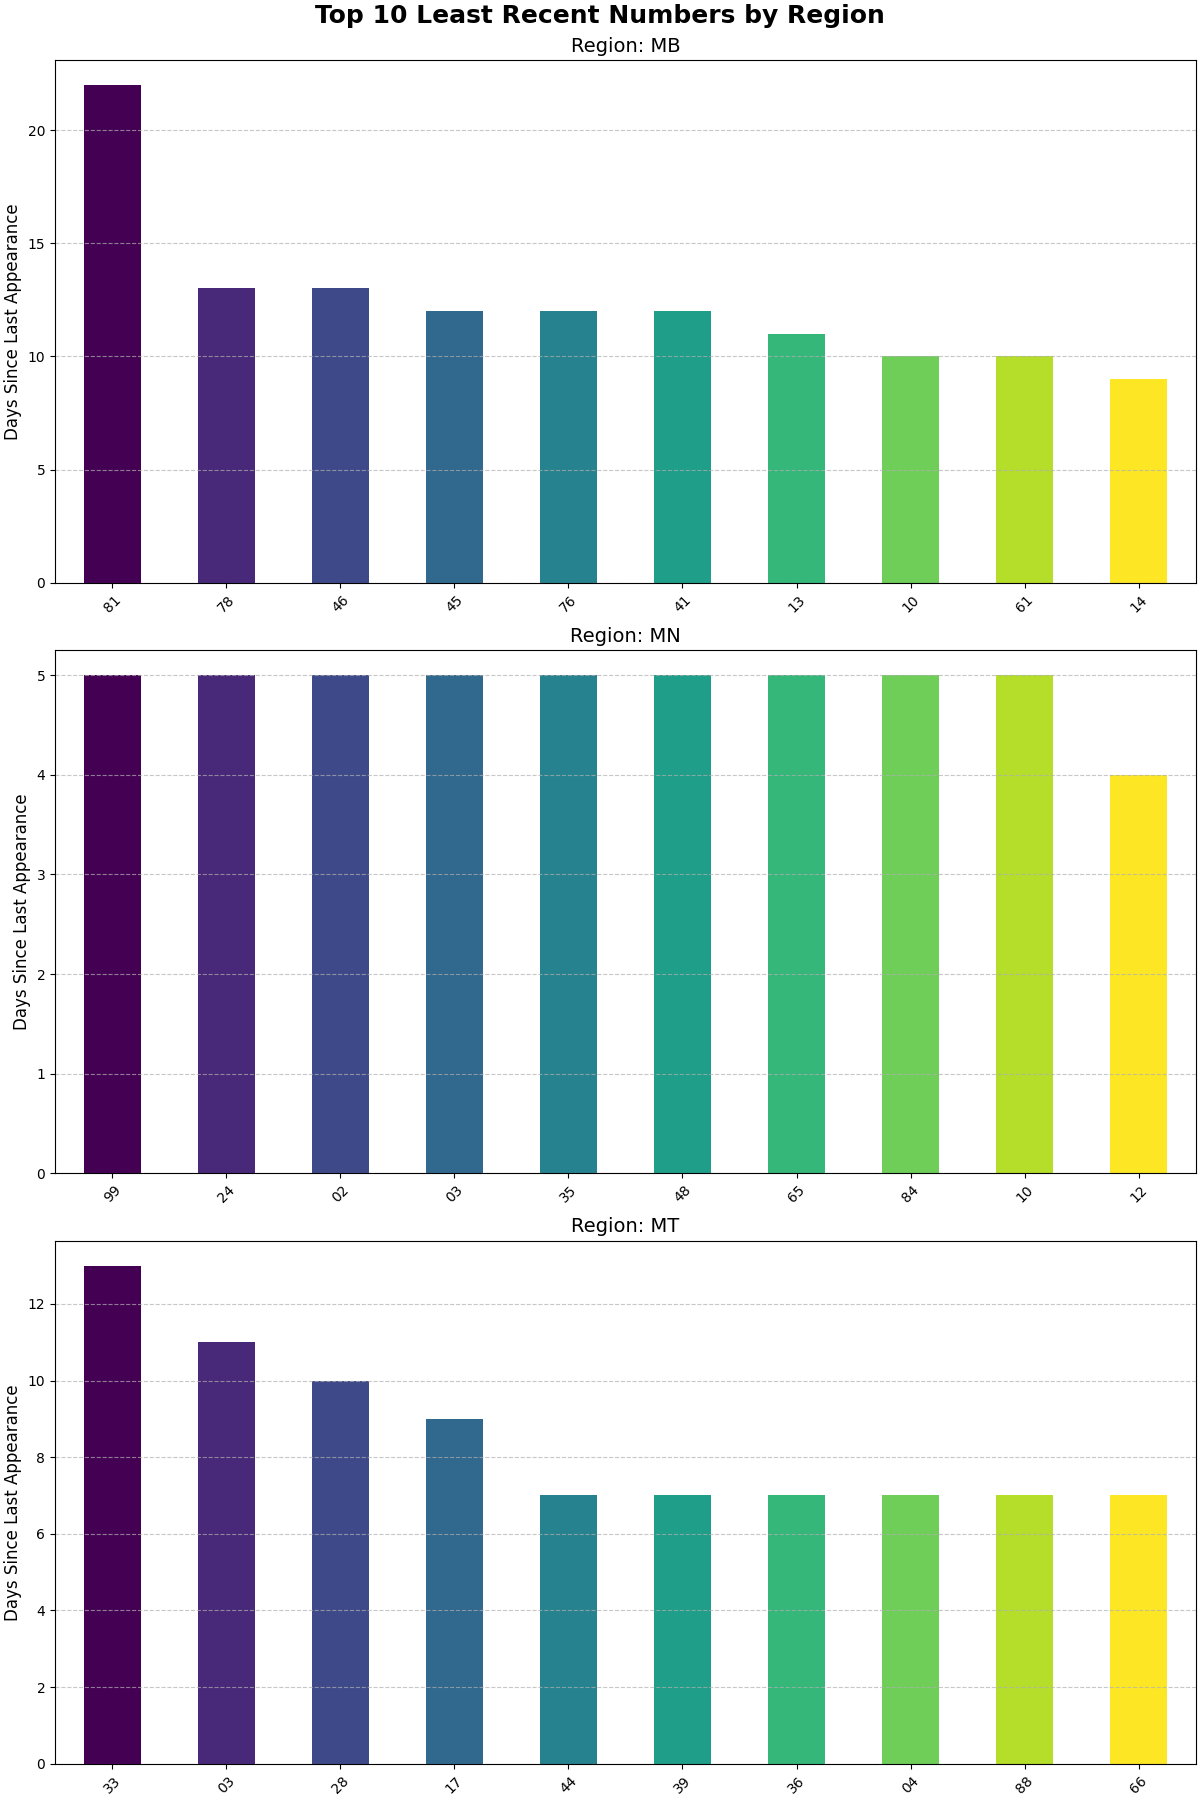 Top 10 Least Recent Numbers by Region
Region: MB
Days Since Last Appearance
20
15
10
5
0
81 78 46 45 76 41 13 10 61 14
Region: MN
Days Since Last Appearance
5
4
3
2
1
0
99 24 02 03 35 48 65 84 10 12
Region: MT
Days Since Last Appearance
12
10
8
6
4
2
0
33 03 28 17 44 39 36 04 88 66